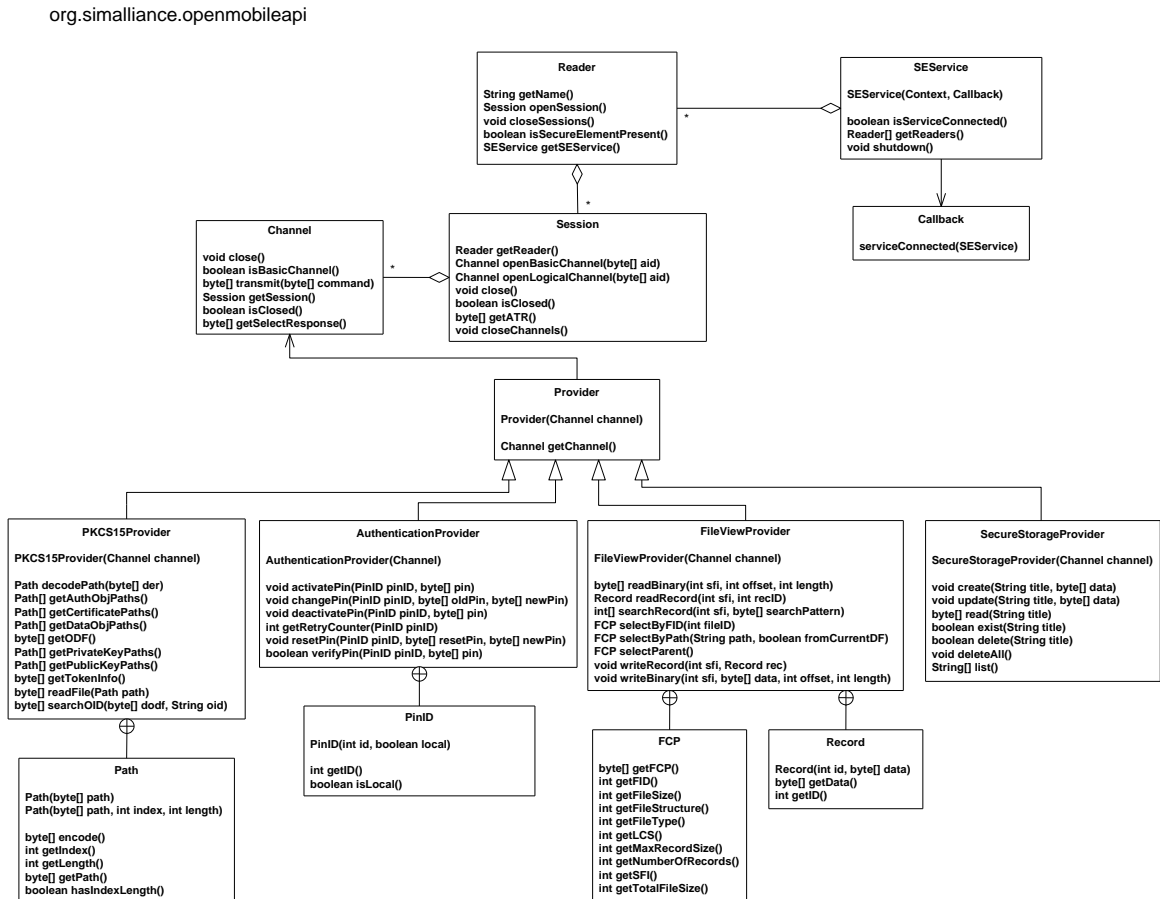 org.simalliance.openmobileapi
Reader
String getName()
Session openSession()
void closeSessions()
boolean isSecureElementPresent()
SEService getSEService()
SEService
SEService(Context, Callback)
boolean isServiceConnected()
Reader[] getReaders()
void shutdown()
*
*
Callback
serviceConnected(SEService)
Channel
void close()
boolean isBasicChannel()
byte[] transmit(byte[] command)
Session getSession()
boolean isClosed()
byte[] getSelectResponse()
*
Session
Reader getReader()
Channel openBasicChannel(byte[] aid)
Channel openLogicalChannel(byte[] aid)
void close()
boolean isClosed()
byte[] getATR()
void closeChannels()
Provider
Provider(Channel channel)
Channel getChannel()
PKCS15Provider
PKCS15Provider(Channel channel)
Path decodePath(byte[] der)
Path[] getAuthObjPaths()
Path[] getCertificatePaths()
Path[] getDataObjPaths()
byte[] getODF()
Path[] getPrivateKeyPaths()
Path[] getPublicKeyPaths()
byte[] getTokenInfo()
byte[] readFile(Path path)
byte[] searchOID(byte[] dodf, String oid)
AuthenticationProvider
AuthenticationProvider(Channel)
void activatePin(PinID pinID, byte[] pin)
void changePin(PinID pinID, byte[] oldPin, byte[] newPin)
void deactivatePin(PinID pinID, byte[] pin)
int getRetryCounter(PinID pinID)
void resetPin(PinID pinID, byte[] resetPin, byte[] newPin)
boolean verifyPin(PinID pinID, byte[] pin)
FileViewProvider
FileViewProvider(Channel channel)
byte[] readBinary(int sfi, int offset, int length)
Record readRecord(int sfi, int recID)
int[] searchRecord(int sfi, byte[] searchPattern)
FCP selectByFID(int fileID)
FCP selectByPath(String path, boolean fromCurrentDF)
FCP selectParent()
void writeRecord(int sfi, Record rec)
void writeBinary(int sfi, byte[] data, int offset, int length)
SecureStorageProvider
SecureStorageProvider(Channel channel)
void create(String title, byte[] data)
void update(String title, byte[] data)
byte[] read(String title)
boolean exist(String title)
boolean delete(String title)
void deleteAll()
String[] list()
Path
Path(byte[] path)
Path(byte[] path, int index, int length)
byte[] encode()
int getIndex()
int getLength()
byte[] getPath()
boolean hasIndexLength()
PinID
PinID(int id, boolean local)
int getID()
boolean isLocal()
FCP
byte[] getFCP()
int getFID()
int getFileSize()
int getFileStructure()
int getFileType()
int getLCS()
int getMaxRecordSize()
int getNumberOfRecords()
int getSFI()
int getTotalFileSize()
Record
Record(int id, byte[] data)
byte[] getData()
int getID()